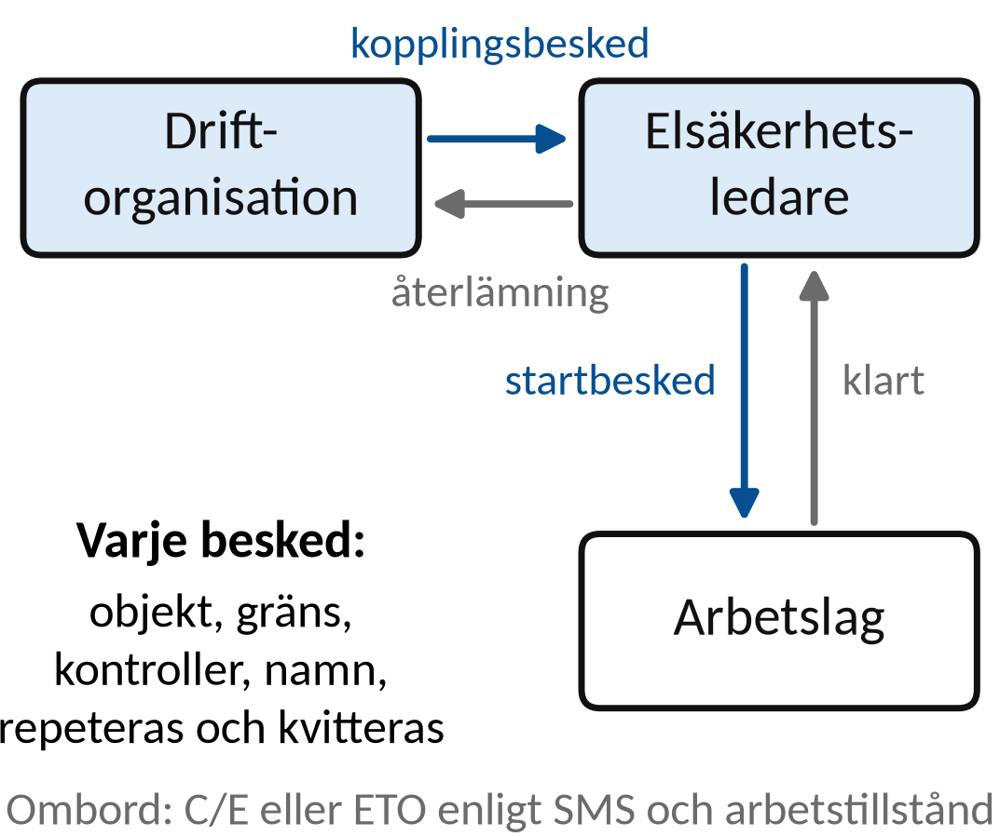 kopplingsbesked
Drift-
organisation
Elsäkerhets-
ledare
återlämning
startbesked
klart
Varje besked:
objekt, gräns,
kontroller, namn,
repeteras och kvitteras
Arbetslag
Ombord: C/E eller ETO enligt SMS och arbetstillstånd